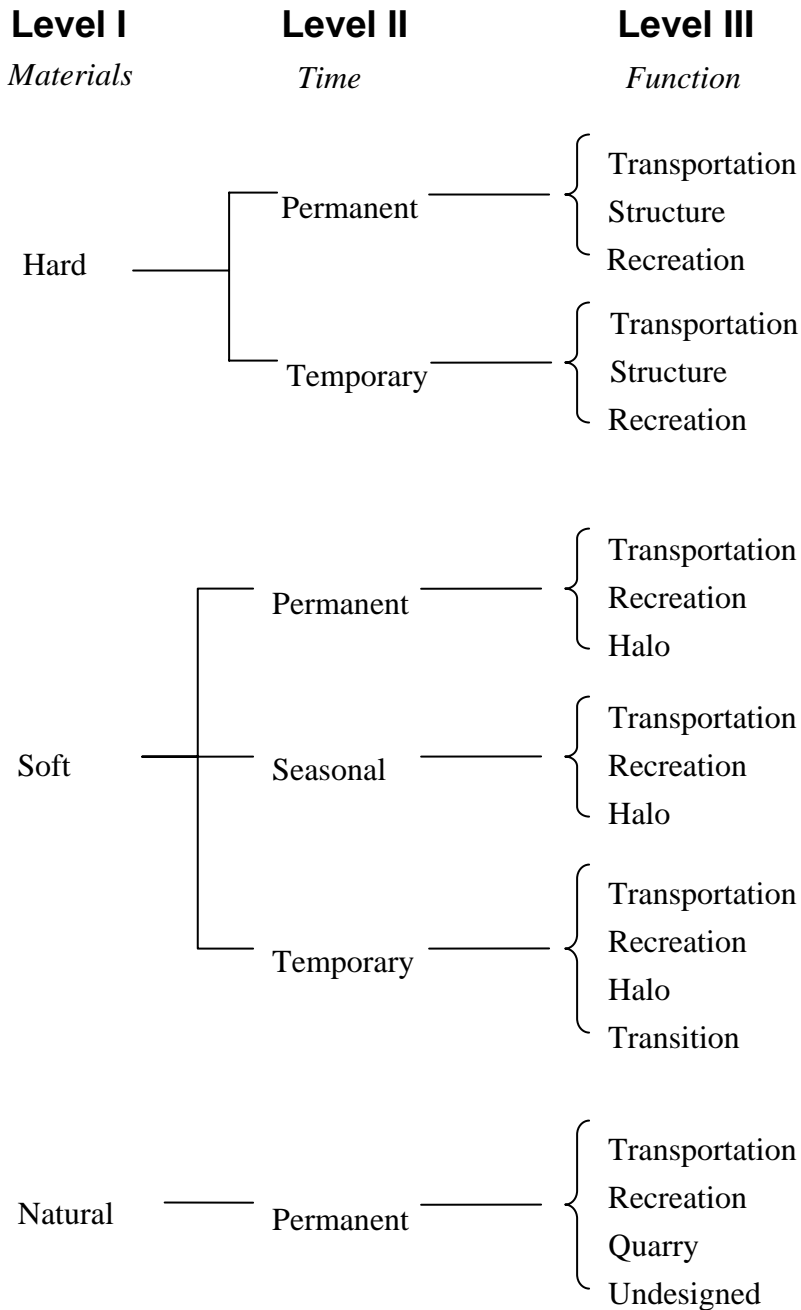 Level I Level II Level III
Materials Time Function
Transportation
Permanent Structure
Hard Recreation
Transportation
Temporary Structure
Recreation
Transportation
Permanent Recreation
Halo
Transportation
Soft Seasonal Recreation
Halo
Transportation
Temporary Recreation
Halo
Transition
Transportation
Natural Permanent Recreation
Quarry
Undesigned